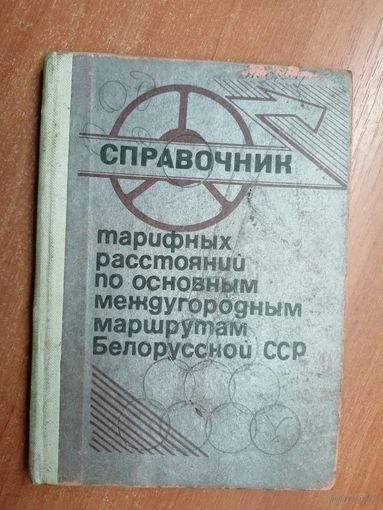 СПРАВОЧНИК
тарифных
расстояний
по основным
междугородным
маршрутам
Белорусской ССР